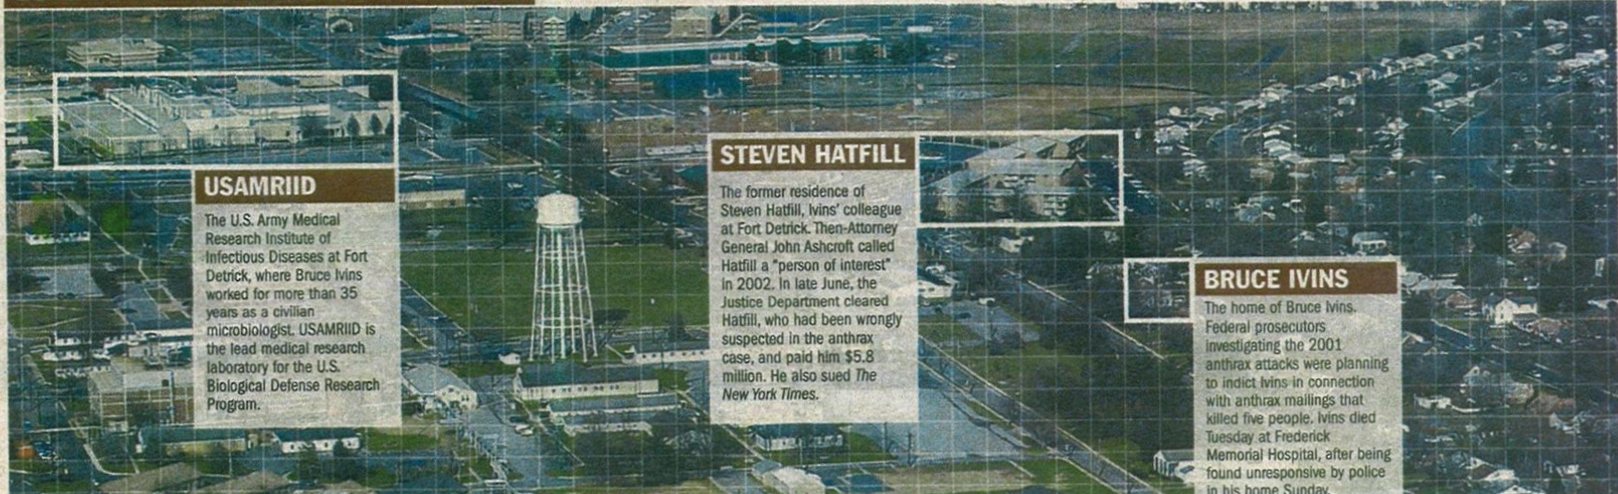 USAMRIID
The U.S. Army Medical
Research Institute of
Infectious Diseases at Fort
Detrick, where Bruce Ivins
worked for more than 35
years as a civilian
microbiologist. USAMRIID is
the lead medical research
laboratory for the U.S.
Biological Defense Research
Program.
STEVEN HATFILL
The former residence of
Steven Hatfill, Ivins' colleague
at Fort Detrick. Then-Attorney
General John Ashcroft called
Hatfill a "person of interest"
in 2002. In late June, the
Justice Department cleared
Hatfill, who had been wrongly
suspected in the anthrax
case, and paid him $5.8
million. He also sued The
New York Times.
BRUCE IVINS
The home of Bruce Ivins.
Federal prosecutors
investigating the 2001
anthrax attacks were planning
to indict Ivins in connection
with anthrax mailings that
killed five people. Ivins died
Tuesday at Frederick
Memorial Hospital, after being
found unresponsive by police
in his home Sunday.